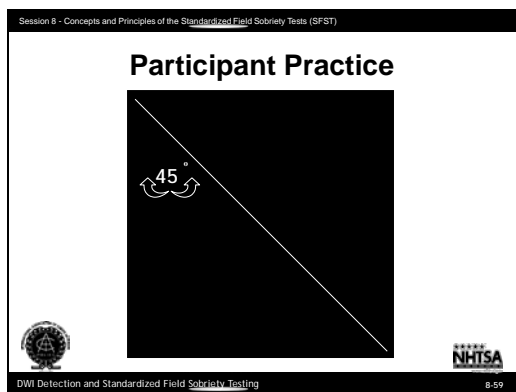 Session 8 - Concepts and Principles of the Standardized Field Sobriety Tests (SFST)
Participant Practice
45°
NHTSA
DWI Detection and Standardized Field Sobriety Testing
8-59